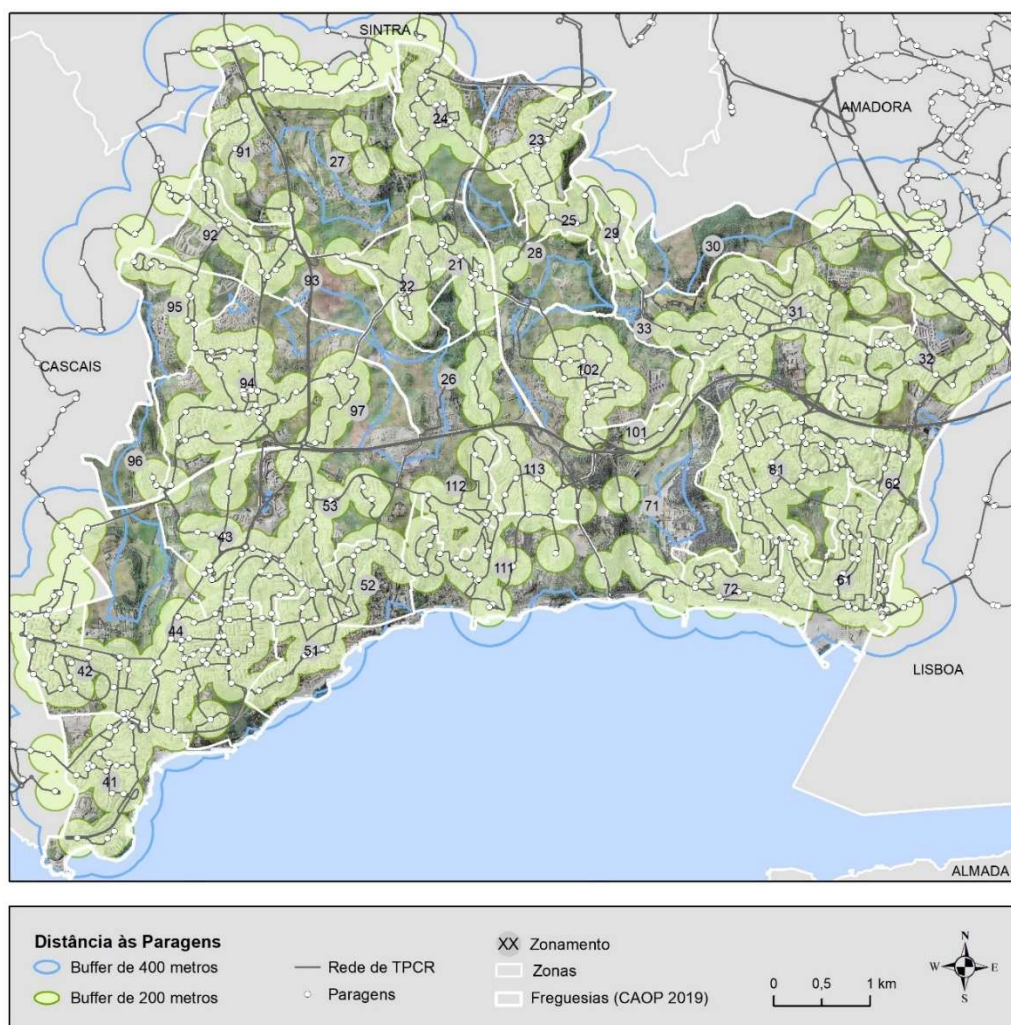 SINTRA
AMADORA
24
23
91
27
25
29
92
28
30
21
93
22
95
33
31
32
CASCAIS
102
94
26
97
101
96
113
112
81
53
71
62
43
111
52
72
61
44
51
42
LISBOA
41
ALMADA
Distância às Paragens
Buffer de 400 metros
Buffer de 200 metros
Rede de TPCR
Paragens
XX Zonamento
Zonas
Freguesias (CAOP 2019)
N
W E
S
0 0,5 1 km